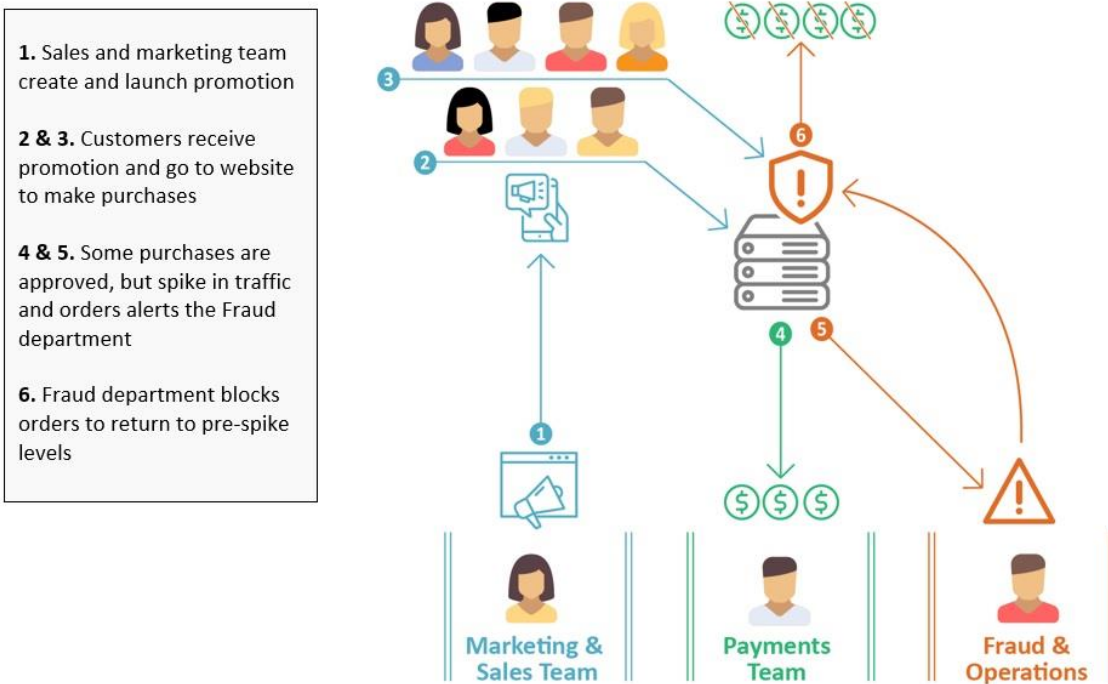 1. Sales and marketing team
create and launch promotion
2 & 3. Customers receive
promotion and go to website
to make purchases
4 & 5. Some purchases are
approved, but spike in traffic
and orders alerts the Fraud
department
6. Fraud department blocks
orders to return to pre-spike
levels
$ $ $ $
3
6
2
4
5
1
$ $ $
Marketing &
Sales Team
Payments
Team
Fraud &
Operations